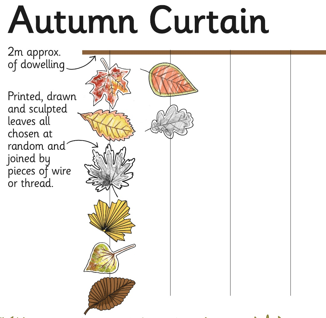 Autumn Curtain
2m approx.
of dowelling
Printed, drawn
and sculpted
leaves all
chosen at
random and
joined by
pieces of wire
or thread.